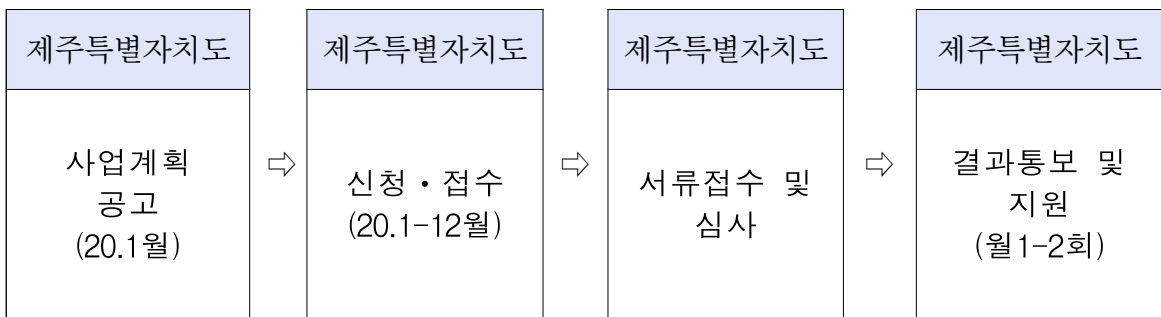 제주특별자치도
사업계획
공고
(20.1월)
⇨
제주특별자치도
신청・접수
(20.1-12월)
⇨
제주특별자치도
서류접수 및
심사
⇨
제주특별자치도
결과통보 및
지원
(월1-2회)